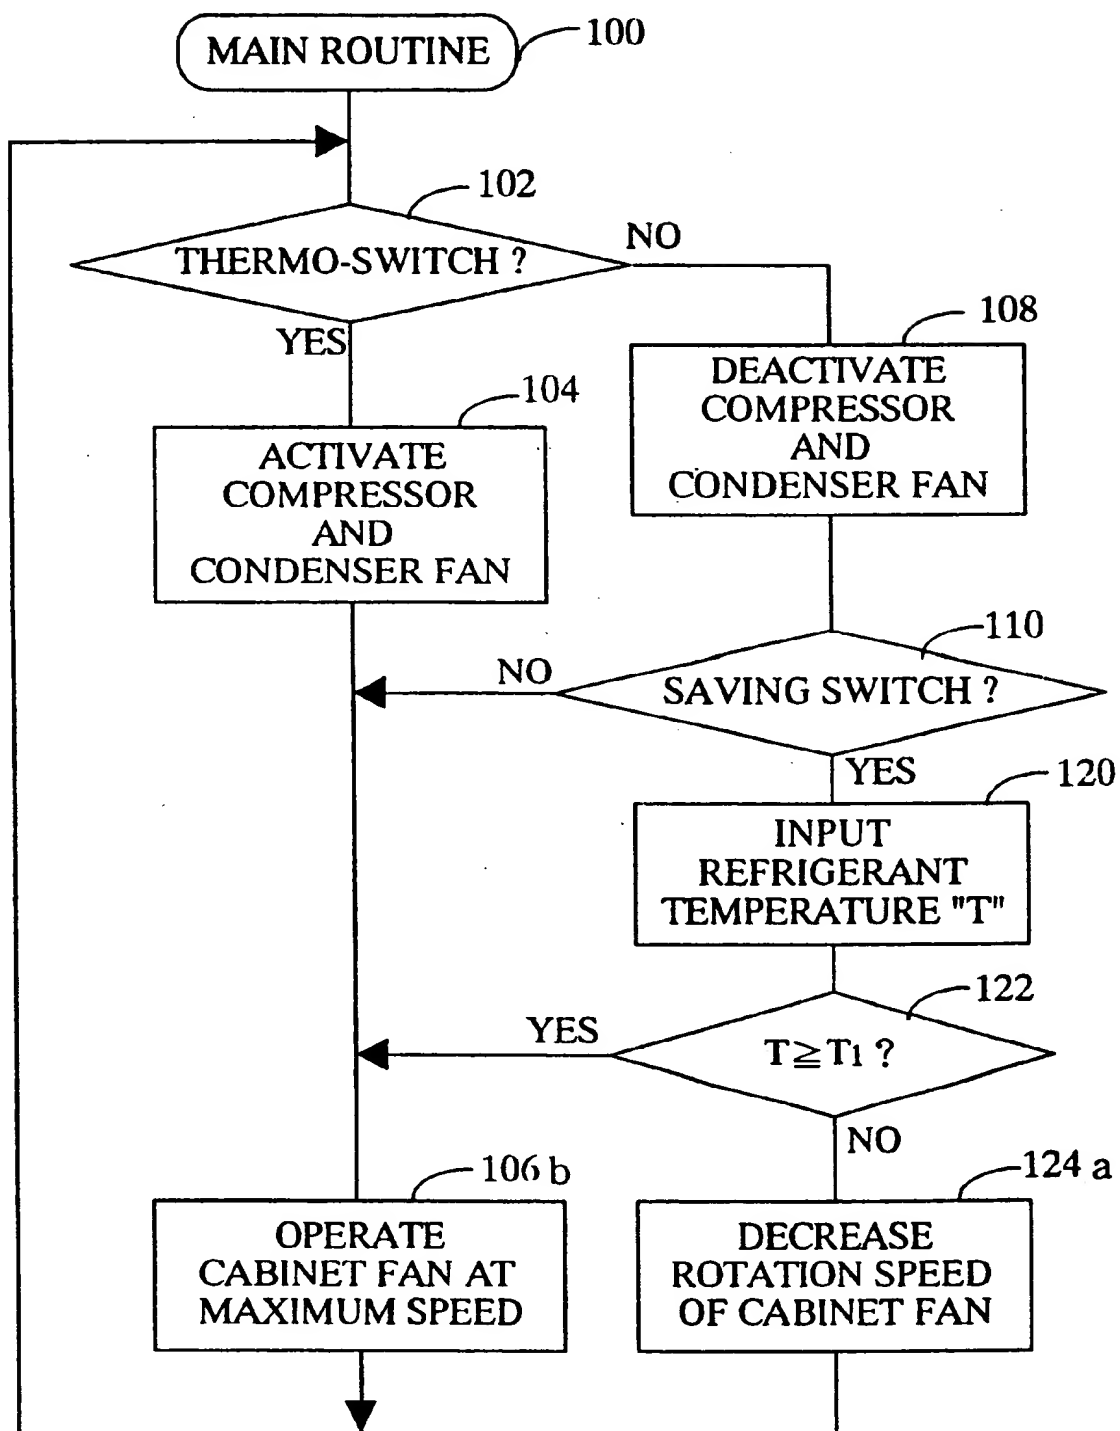 MAIN ROUTINE
100
102
THERMO-SWITCH ?
NO
YES
108
DEACTIVATE
COMPRESSOR
AND
CONDENSER FAN
104
ACTIVATE
COMPRESSOR
AND
CONDENSER FAN
110
SAVING SWITCH ?
NO
YES
120
INPUT
REFRIGERANT
TEMPERATURE "T"
122
T≧T1 ?
YES
NO
106b
OPERATE
CABINET FAN AT
MAXIMUM SPEED
124a
DECREASE
ROTATION SPEED
OF CABINET FAN